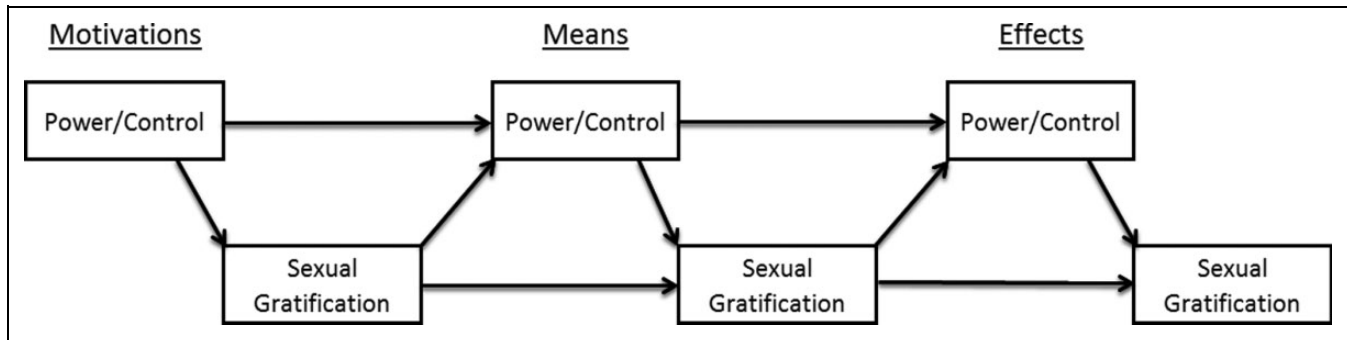 Motivations
Means
Effects
Power/Control
Power/Control
Power/Control
Sexual
Gratification
Sexual
Gratification
Sexual
Gratification